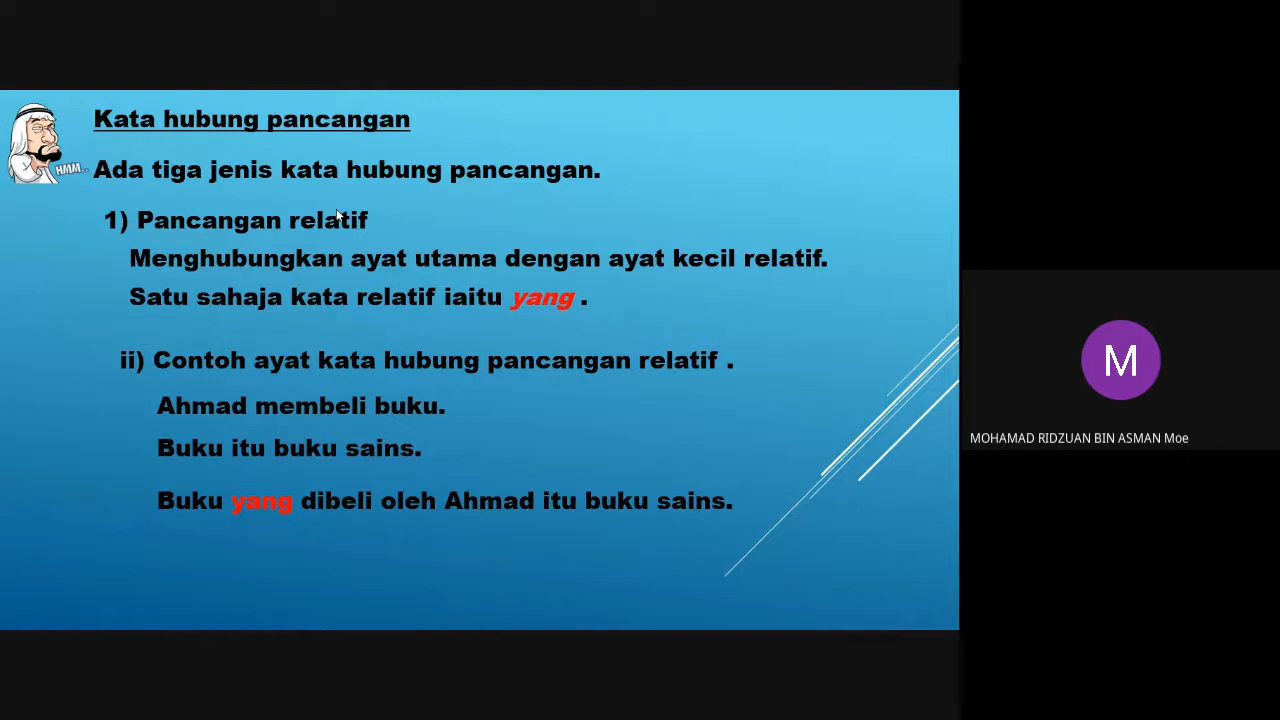 Kata hubung pancangan
HMM..
Ada tiga jenis kata hubung pancangan.
1) Pancangan relatif
Menghubungkan ayat utama dengan ayat kecil relatif.
Satu sahaja kata relatif iaitu yang .
ii) Contoh ayat kata hubung pancangan relatif .
Ahmad membeli buku.
Buku itu buku sains.
Buku yang dibeli oleh Ahmad itu buku sains.
M
MOHAMAD RIDZUAN BIN ASMAN Moe